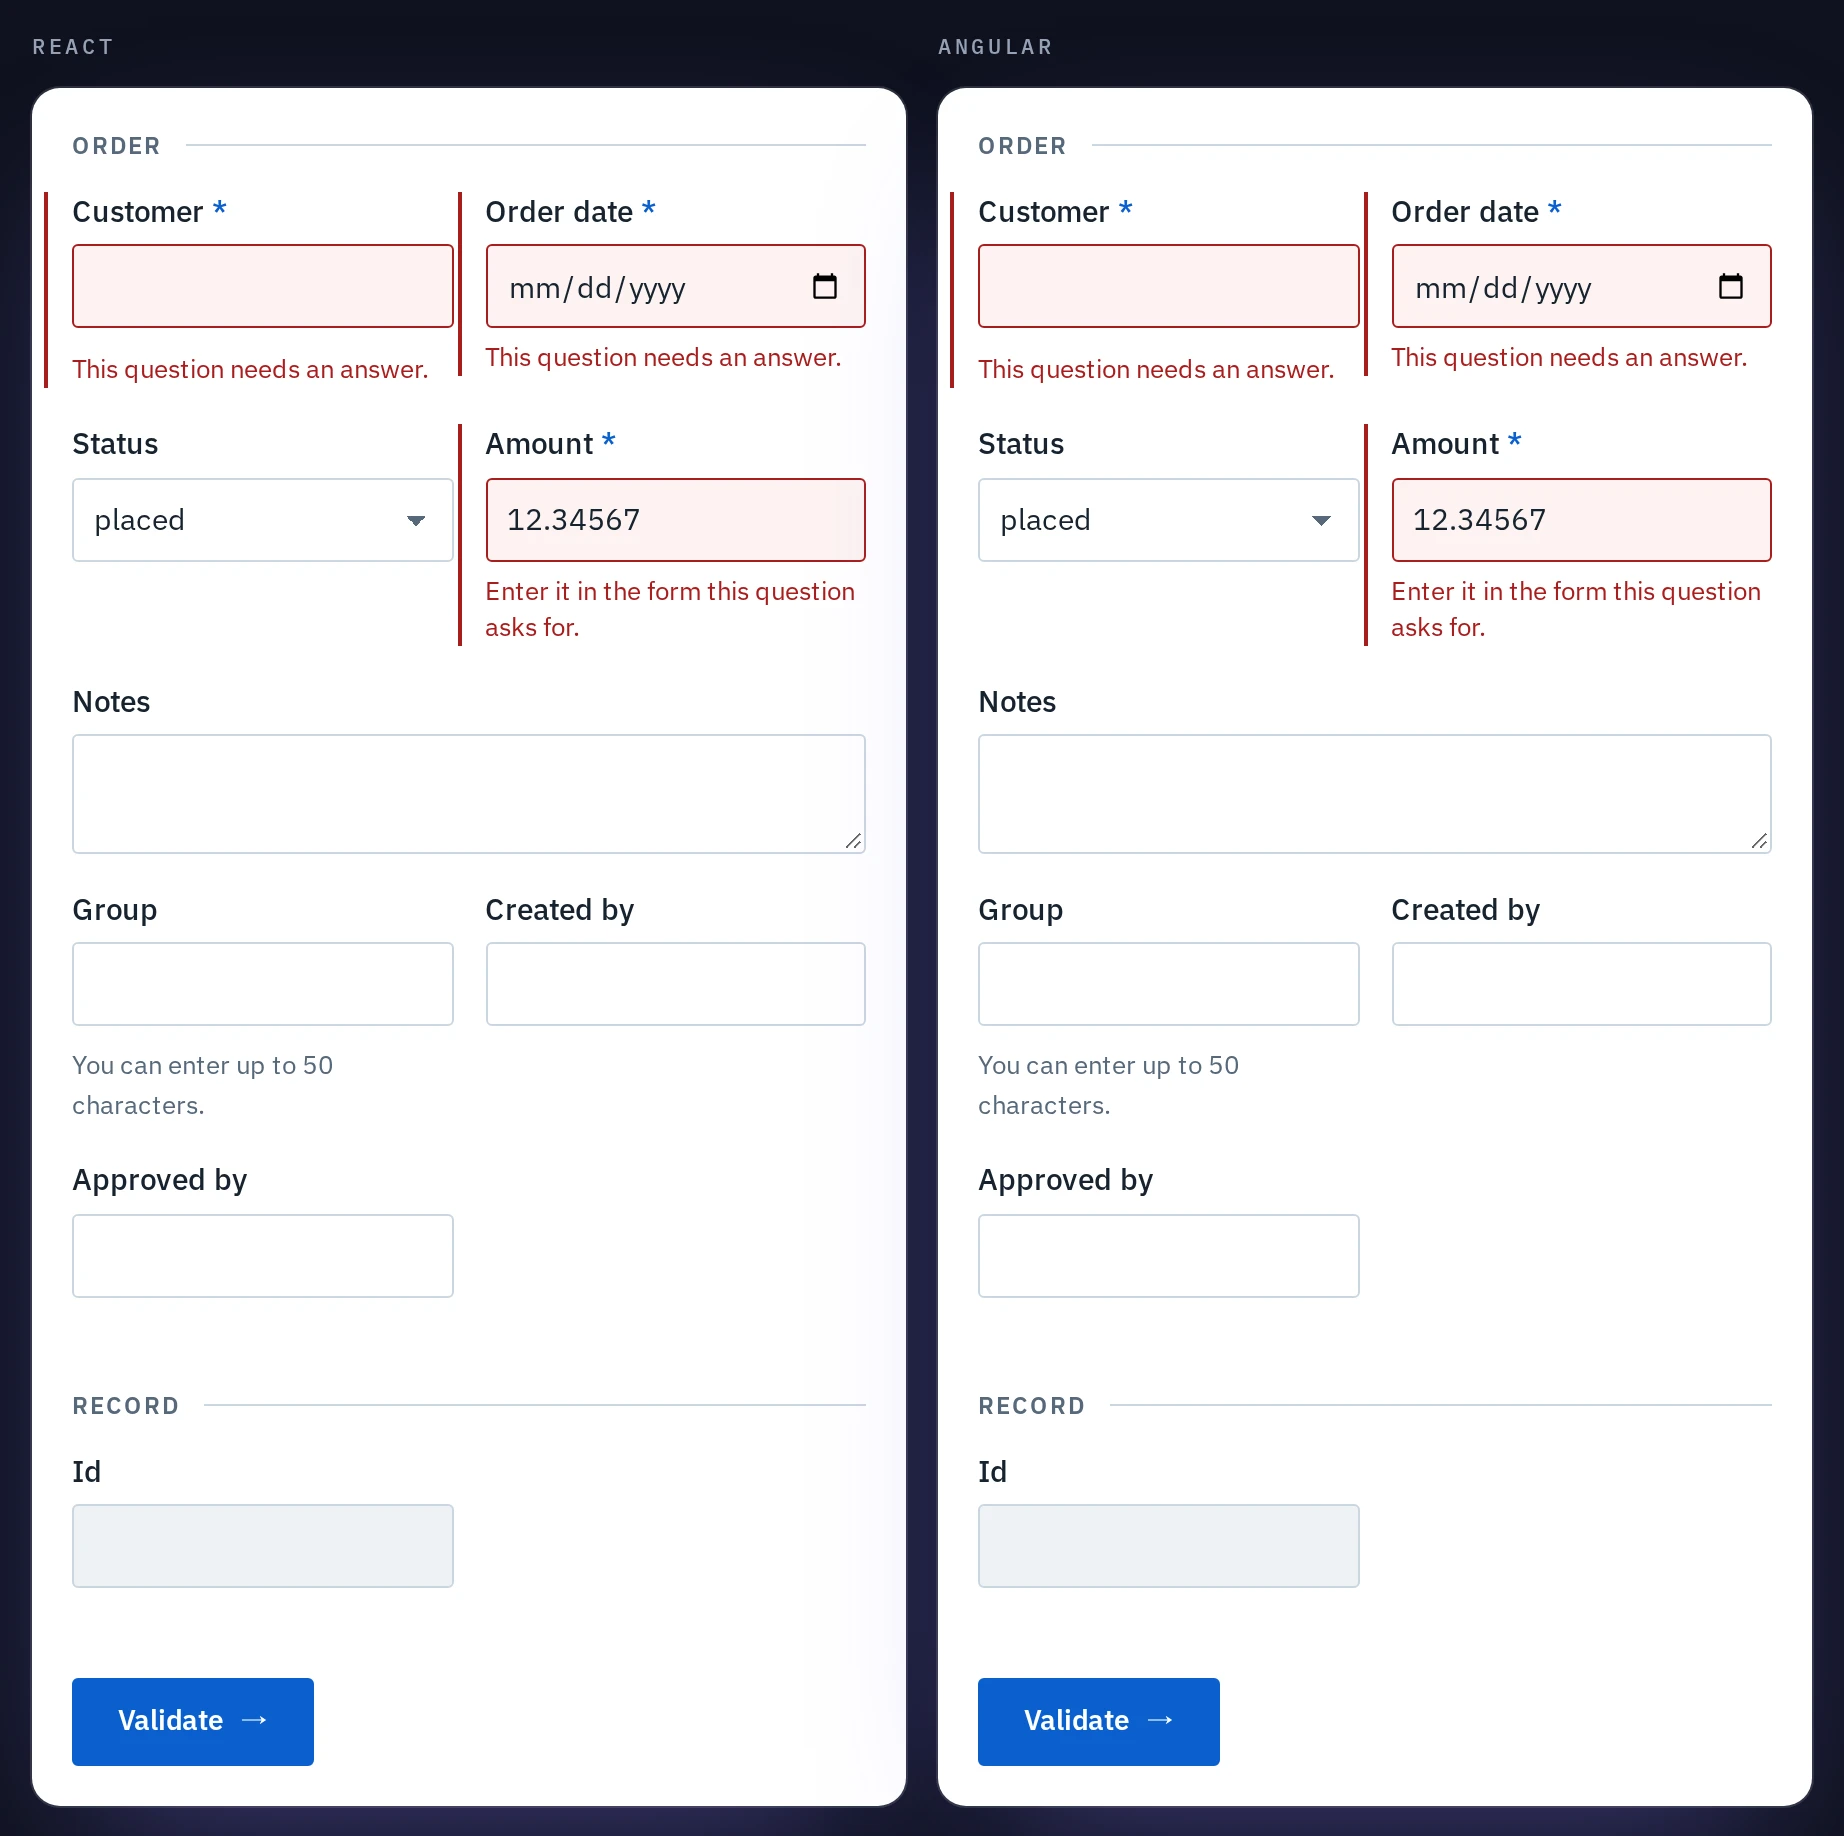 REACT
ORDER
Customer *
Order date *
mm/dd/yyyy
This question needs an answer.
This question needs an answer.
Status
Amount *
placed
12.34567
Enter it in the form this question
asks for.
Notes
Group
Created by
You can enter up to 50
characters.
Approved by
RECORD
Id
Validate →
ANGULAR
ORDER
Customer *
Order date *
mm/dd/yyyy
This question needs an answer.
This question needs an answer.
Status
Amount *
placed
12.34567
Enter it in the form this question
asks for.
Notes
Group
Created by
You can enter up to 50
characters.
Approved by
RECORD
Id
Validate →